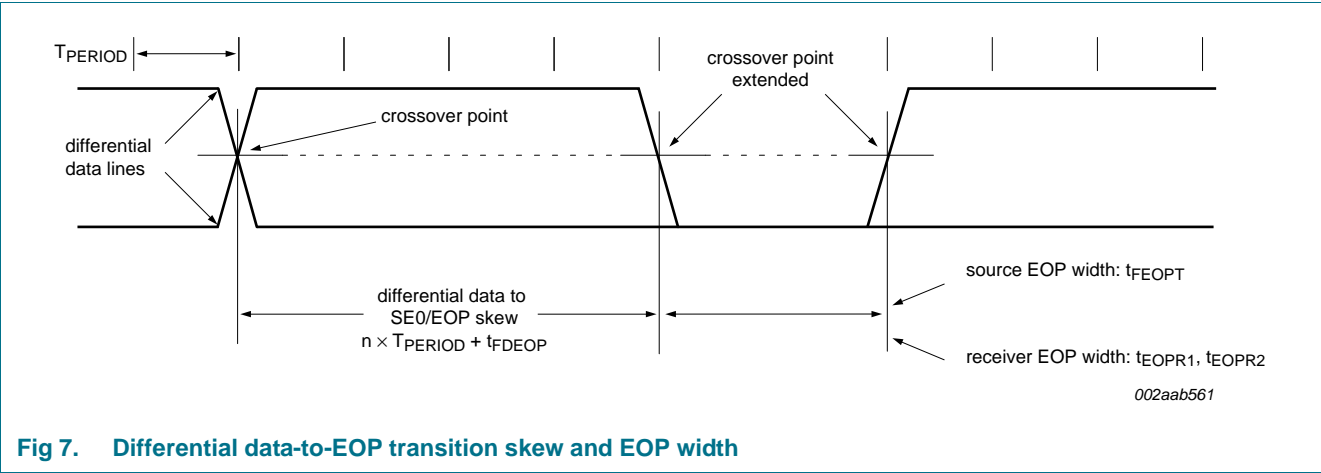 TPERIOD
crossover point
extended
crossover point
differential
data lines
source EOP width: tFEOPT
differential data to
SE0/EOP skew
n × TPERIOD + tFDEOP
receiver EOP width: tEOPR1, tEOPR2
002aab561
Fig 7. Differential data-to-EOP transition skew and EOP width